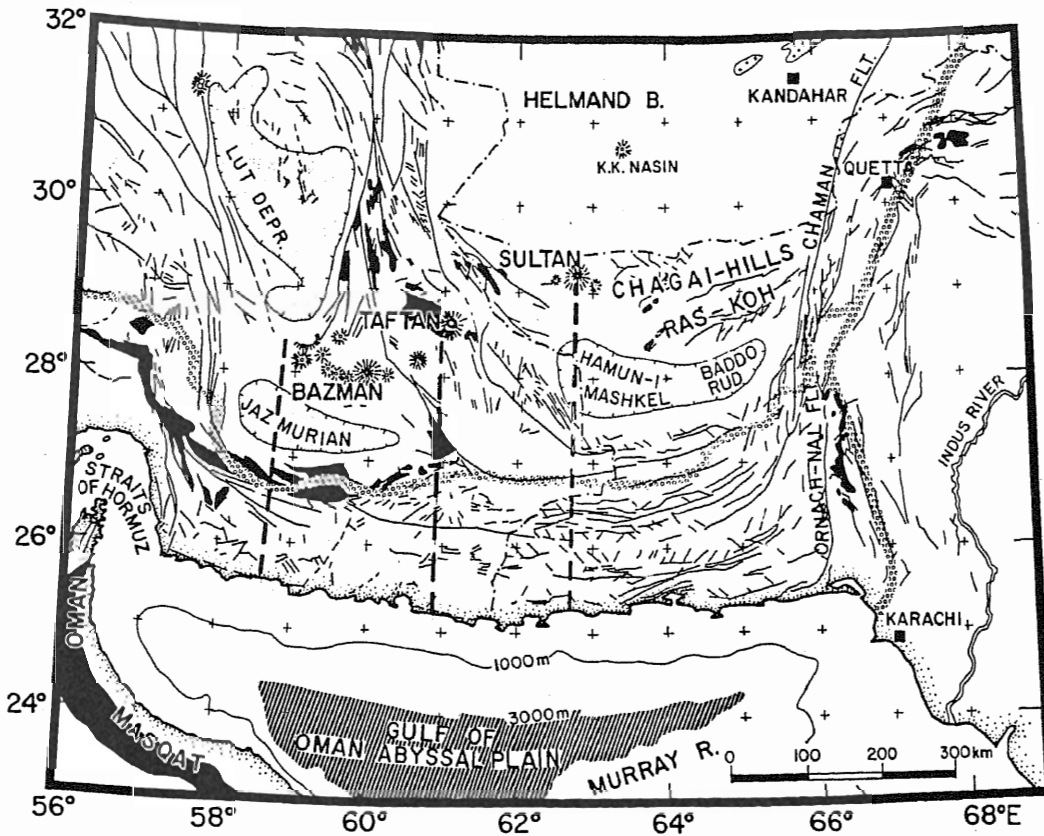 32°
30°
28°
26°
24°
56°
58°
60°
62°
64°
66°
68°E
HELMAND B.
KANDAHAR
K.K. NASIN
QUETTA
CHAMAN FLT.
LUT DEPR.
SULTAN
CHAGAI-HILLS
RAS-KOH
TAFTAN
BAZMAN
HAMUN-I-
MASHKEL
BADDO
RUD
JAZ MURIAN
STRAITS
OF HORMUZ
ORNACH-NAL FLT.
INDUS RIVER
OMAN
MASQAT
KARACHI
1000m
3000m
GULF OF
OMAN ABYSSAL PLAIN
MURRAY R.
0 100 200 300km